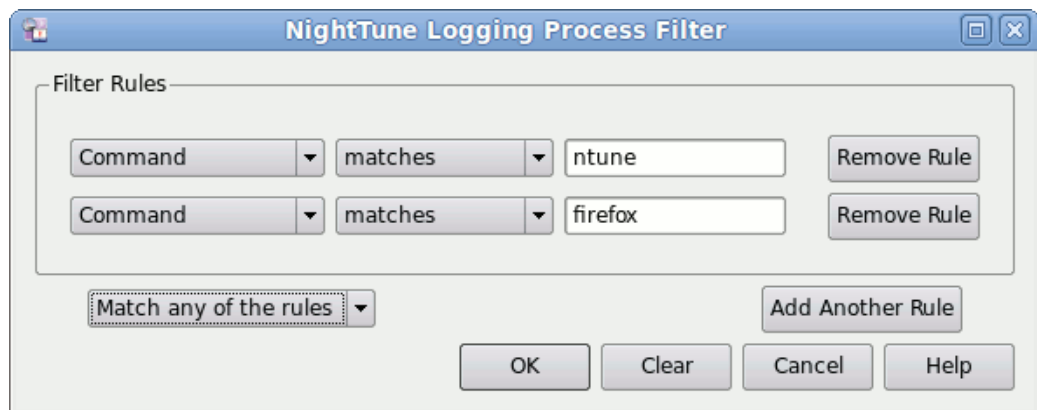 NightTune Logging Process Filter
Filter Rules
Command matches ntune Remove Rule
Command matches firefox Remove Rule
Match any of the rules Add Another Rule
OK Clear Cancel Help